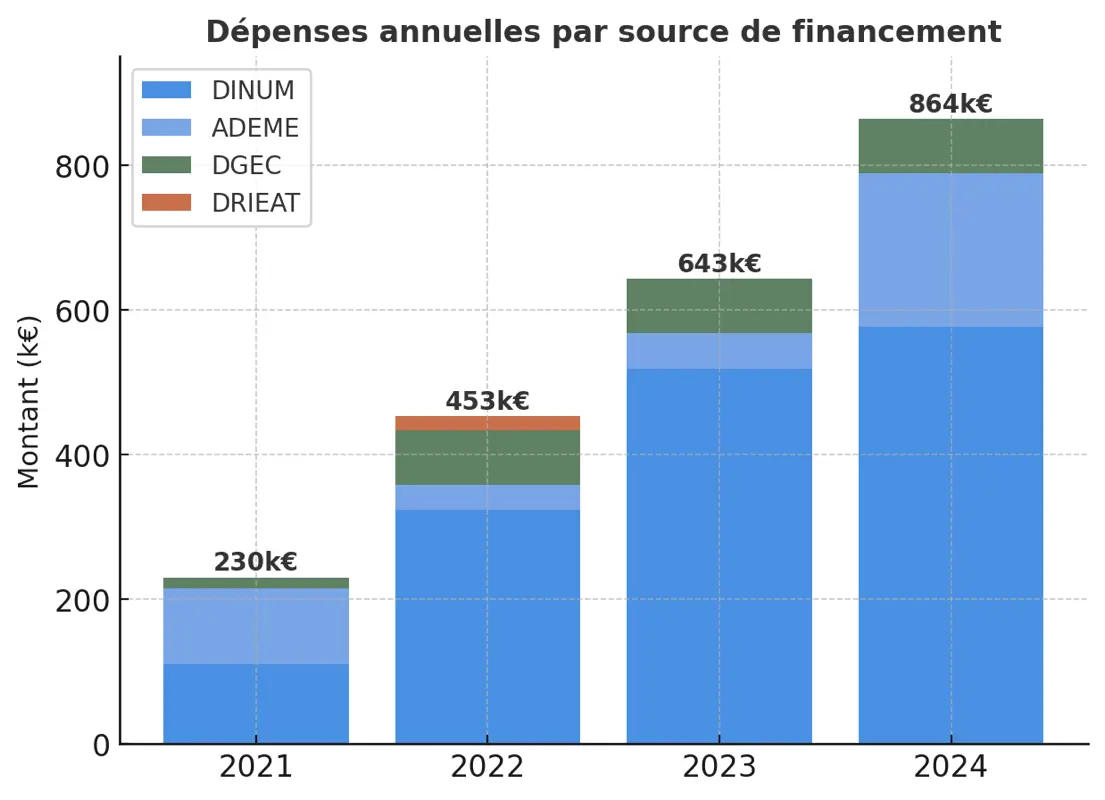 Dépenses annuelles par source de financement
DINUM
ADEME
DGEC
DRIEAT
Montant (k€)
800
600
400
200
0
230k€
453k€
643k€
864k€
2021
2022
2023
2024